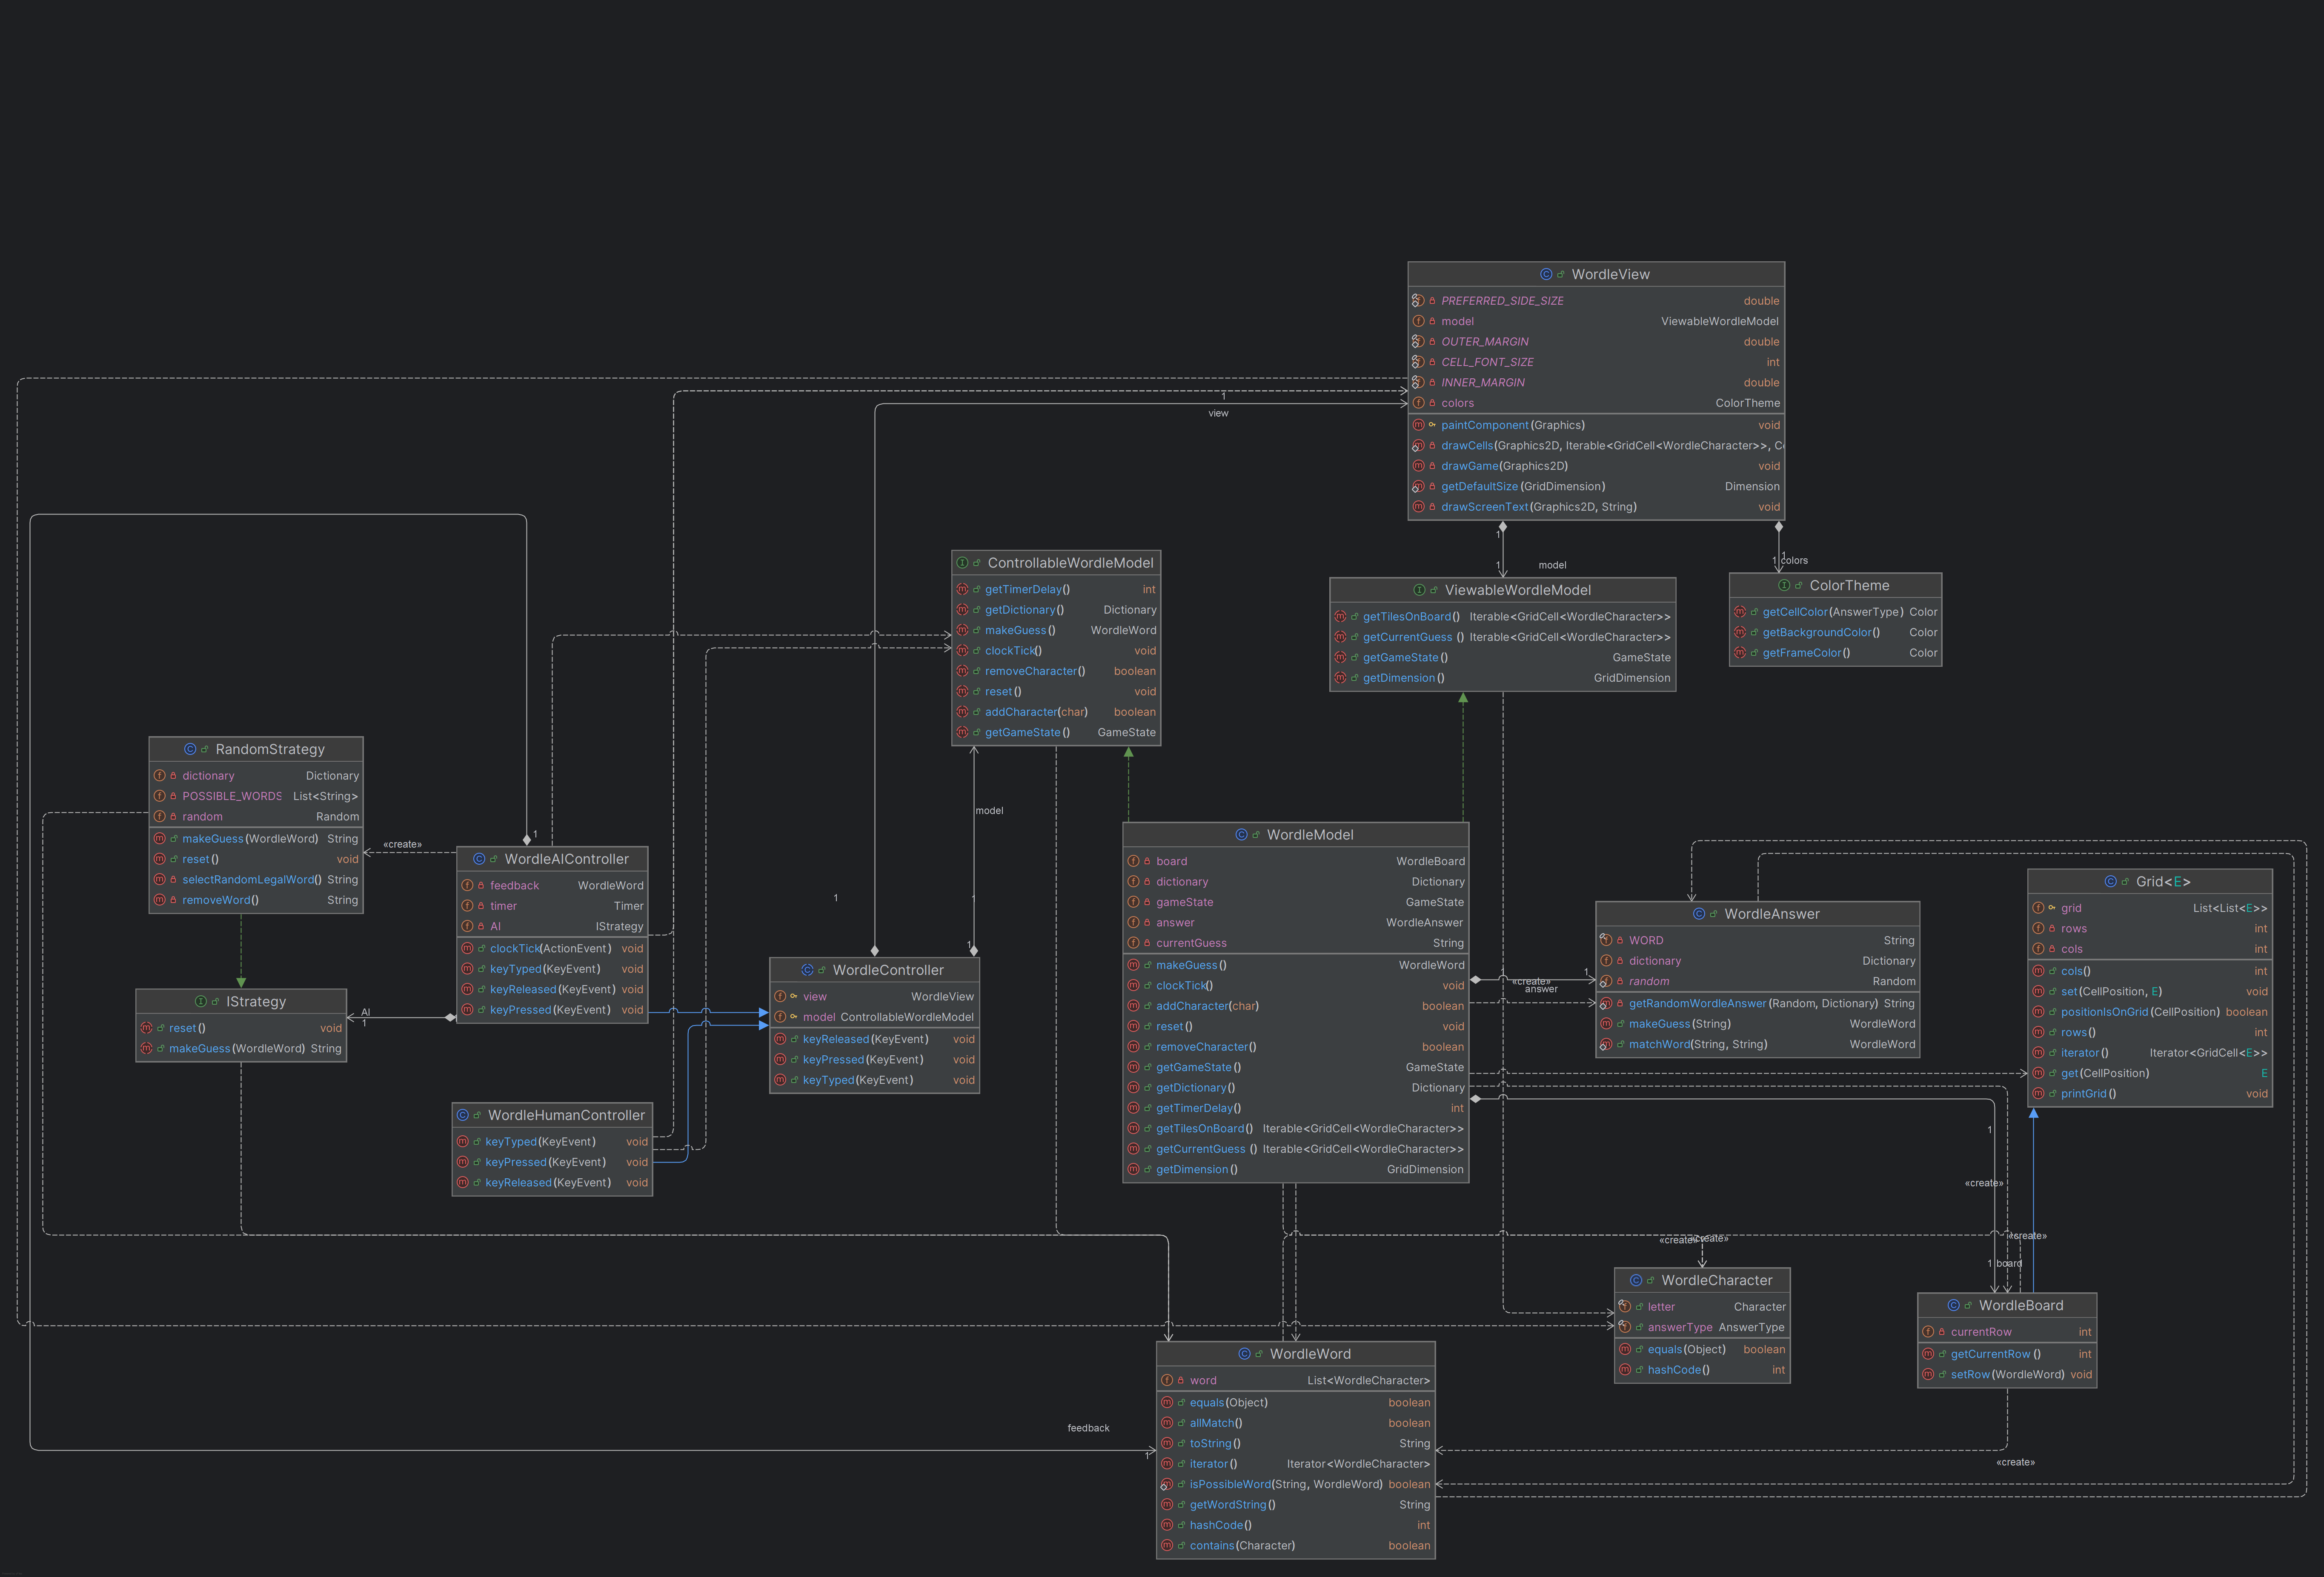 WordleView
PREFERRED_SIDE_SIZE double
model ViewableWordleModel
OUTER_MARGIN double
CELL_FONT_SIZE int
INNER_MARGIN double
colors ColorTheme
paintComponent(Graphics) void
drawCells(Graphics2D, Iterable<GridCell<WordleCharacter>>, C
drawGame(Graphics2D) void
getDefaultSize(GridDimension) Dimension
drawScreenText(Graphics2D, String) void
1
view
1
1
model
1
1
colors
ControllableWordleModel
getTimerDelay() int
getDictionary() Dictionary
makeGuess() WordleWord
clockTick() void
removeCharacter() boolean
reset() void
addCharacter(char) boolean
getGameState() GameState
ViewableWordleModel
getTilesOnBoard() Iterable<GridCell<WordleCharacter>>
getCurrentGuess() Iterable<GridCell<WordleCharacter>>
getGameState() GameState
getDimension() GridDimension
ColorTheme
getCellColor(AnswerType) Color
getBackgroundColor() Color
getFrameColor() Color
RandomStrategy
dictionary Dictionary
POSSIBLE_WORDS List<String>
random Random
makeGuess(WordleWord) String
reset() void
selectRandomLegalWord() String
removeWord() String
«create»
1
WordleAIController
feedback WordleWord
timer Timer
AI IStrategy
clockTick(ActionEvent) void
keyTyped(KeyEvent) void
keyReleased(KeyEvent) void
keyPressed(KeyEvent) void
model
1
1
1
WordleController
view WordleView
model ControllableWordleModel
keyReleased(KeyEvent) void
keyPressed(KeyEvent) void
keyTyped(KeyEvent) void
WordleModel
board WordleBoard
dictionary Dictionary
gameState GameState
answer WordleAnswer
currentGuess String
makeGuess() WordleWord
clockTick() void
addCharacter(char) boolean
reset() void
removeCharacter() boolean
getGameState() GameState
getDictionary() Dictionary
getTimerDelay() int
getTilesOnBoard() Iterable<GridCell<WordleCharacter>>
getCurrentGuess() Iterable<GridCell<WordleCharacter>>
getDimension() GridDimension
1
«create»
answer
1
WordleAnswer
WORD String
dictionary Dictionary
random Random
getRandomWordleAnswer(Random, Dictionary) String
makeGuess(String) WordleWord
matchWord(String, String) WordleWord
Grid<E>
grid List<List<E>>
rows int
cols int
cols() int
set(CellPosition, E) void
positionIsOnGrid(CellPosition) boolean
rows() int
iterator() Iterator<GridCell<E>>
get(CellPosition) E
printGrid() void
IStrategy
reset() void
makeGuess(WordleWord) String
AI
1
WordleHumanController
keyTyped(KeyEvent) void
keyPressed(KeyEvent) void
keyReleased(KeyEvent) void
1
«create»
«create»
«create»
«create»
1
board
WordleCharacter
letter Character
answerType AnswerType
equals(Object) boolean
hashCode() int
WordleBoard
currentRow int
getCurrentRow() int
setRow(WordleWord) void
WordleWord
word List<WordleCharacter>
equals(Object) boolean
allMatch() boolean
toString() String
iterator() Iterator<WordleCharacter>
isPossibleWord(String, WordleWord) boolean
getWordString() String
hashCode() int
contains(Character) boolean
feedback
1
«create»